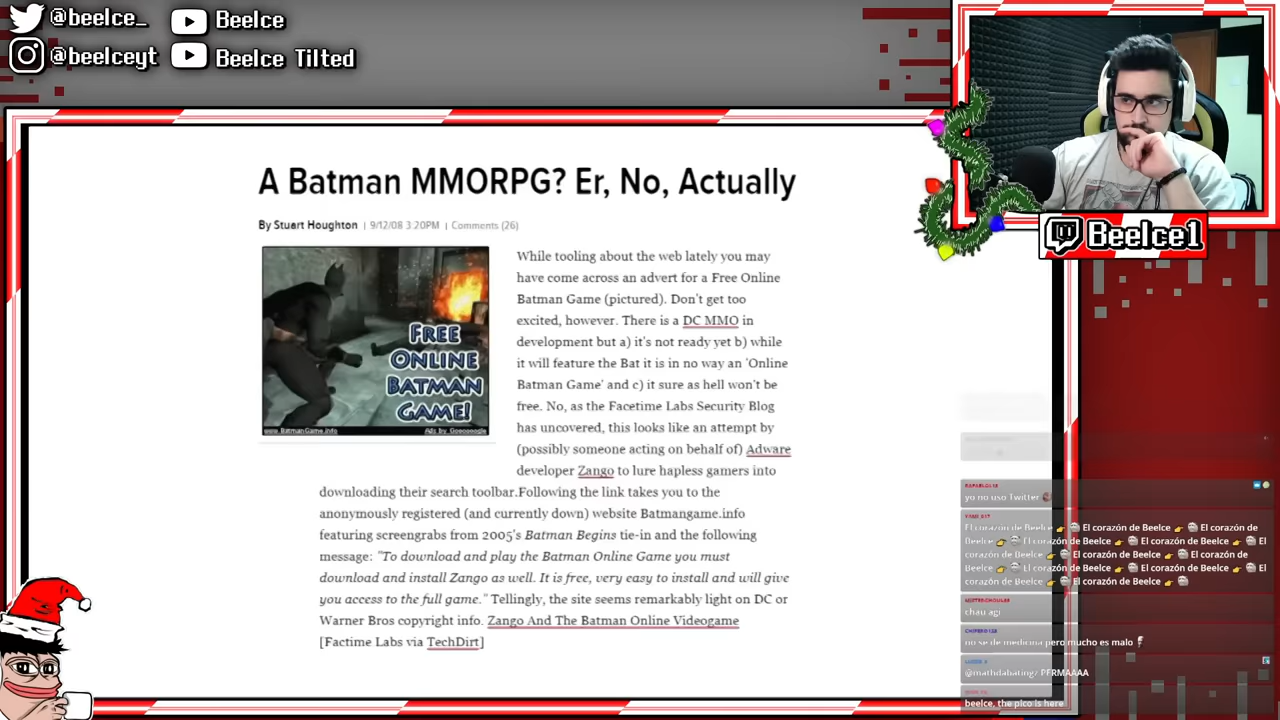 @beelce_
Beelce
@beelceyt
Beelce Tilted
Beelce1
A Batman MMORPG? Er, No, Actually
By Stuart Houghton | 9/12/08 3:20PM | Comments (26)
FREE
ONLINE
BATMAN
GAME!
www.BatmanGame.info
Ads by Goooooogle
While tooling about the web lately you may
have come across an advert for a Free Online
Batman Game (pictured). Don't get too
excited, however. There is a DC MMO in
development but a) it's not ready yet b) while
it will feature the Bat it is in no way an 'Online
Batman Game' and c) it sure as hell won't be
free. No, as the Facetime Labs Security Blog
has uncovered, this looks like an attempt by
(possibly someone acting on behalf of) Adware
developer Zango to lure hapless gamers into
downloading their search toolbar.Following the link takes you to the
anonymously registered (and currently down) website Batmangame.info
featuring screengrabs from 2005's Batman Begins tie-in and the following
message: "To download and play the Batman Online Game you must
download and install Zango as well. It is free, very easy to install and will give
you access to the full game." Tellingly, the site seems remarkably light on DC or
Warner Bros copyright info. Zango And The Batman Online Videogame
[Factime Labs via TechDirt]
yo no uso Twitter
El corazón de Beelce 👉 El corazón de Beelce 👉 El corazón de
Beelce 👉 El corazón de Beelce 👉 El corazón de Beelce 👉 El
corazón de Beelce 👉 El corazón de Beelce 👉 El corazón de
Beelce 👉 El corazón de Beelce 👉 El corazón de Beelce 👉 El
corazón de Beelce 👉 El corazón de Beelce 👉
chau agi
no se de medicina pero mucho es malo
@mathdabatingz PERMAAAA
beelce, the pico is here